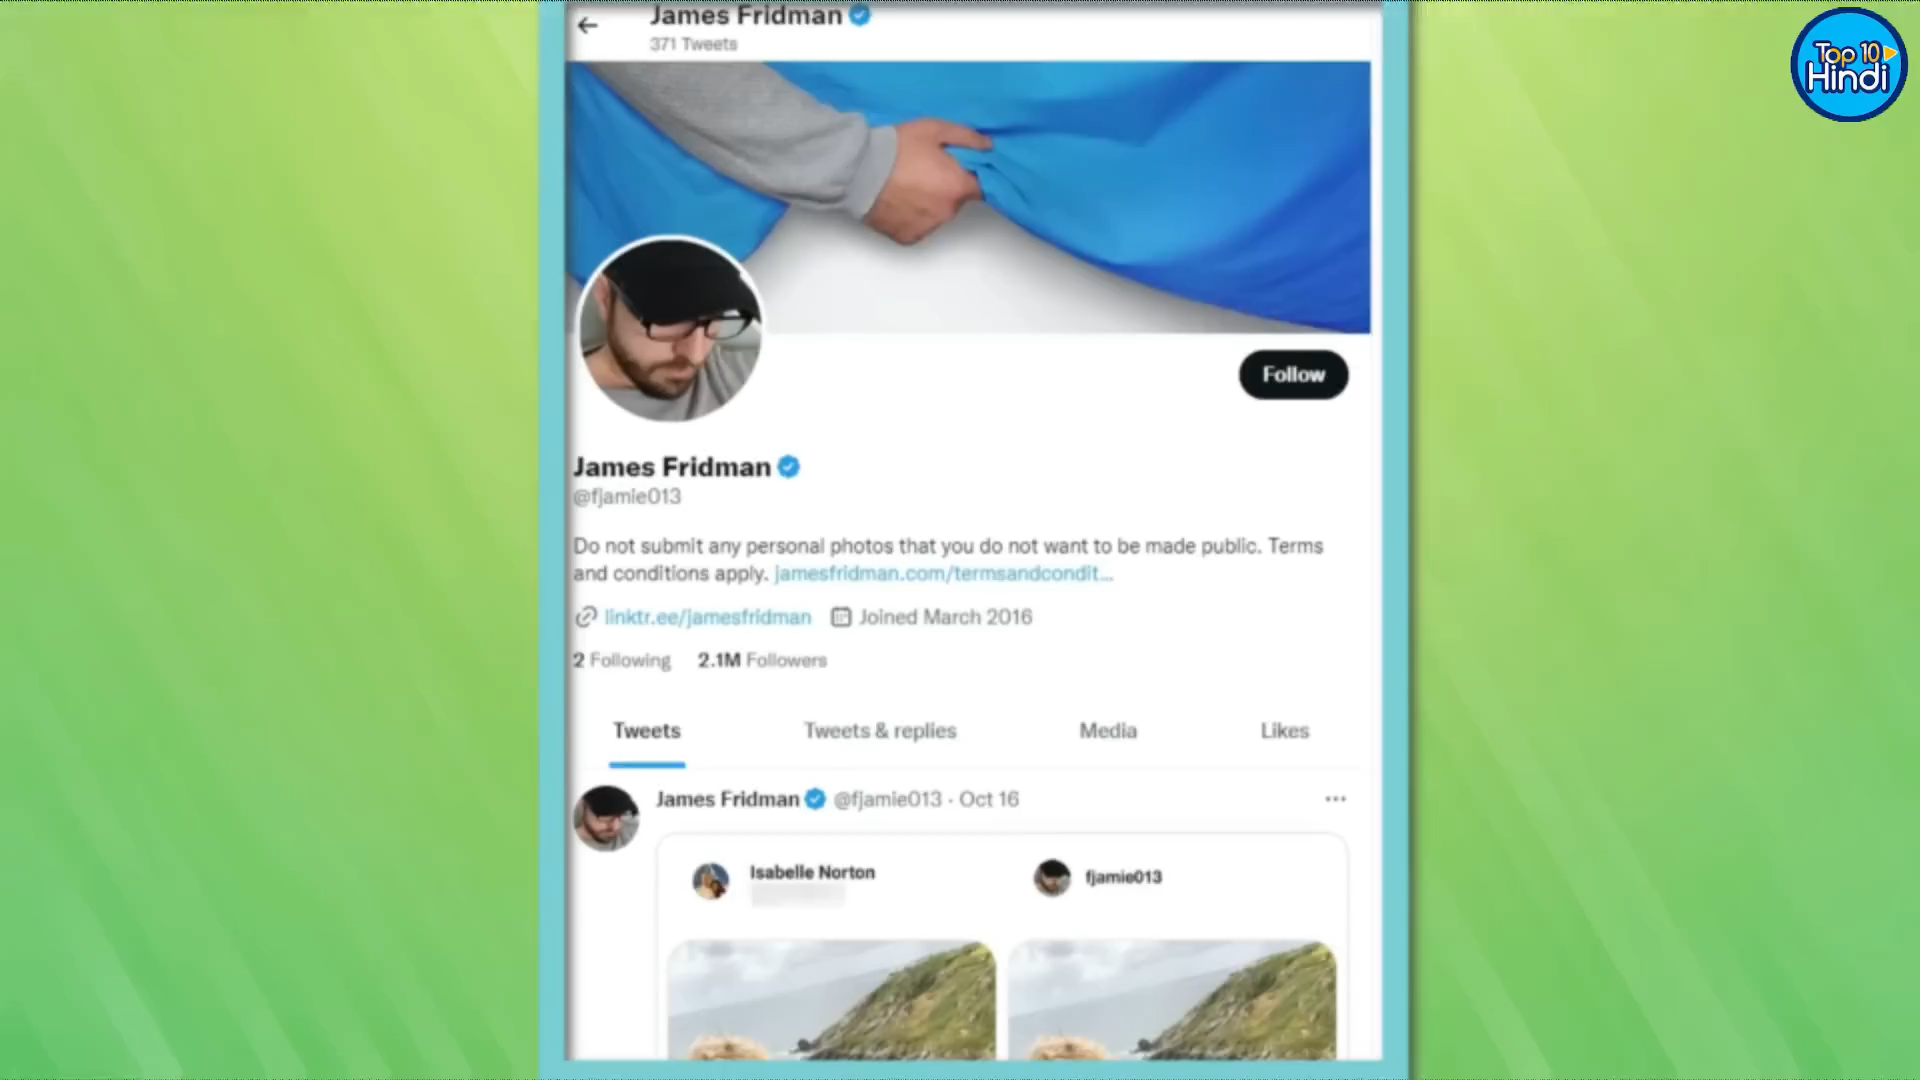 James Fridman
371 Tweets
Top 10
Hindi
Follow
James Fridman
@fjamie013
Do not submit any personal photos that you do not want to be made public. Terms
and conditions apply. jamesfridman.com/termsandcondit...
linktr.ee/jamesfridman Joined March 2016
2 Following 2.1M Followers
Tweets Tweets & replies Media Likes
James Fridman @fjamie013 · Oct 16
Isabelle Norton
fjamie013